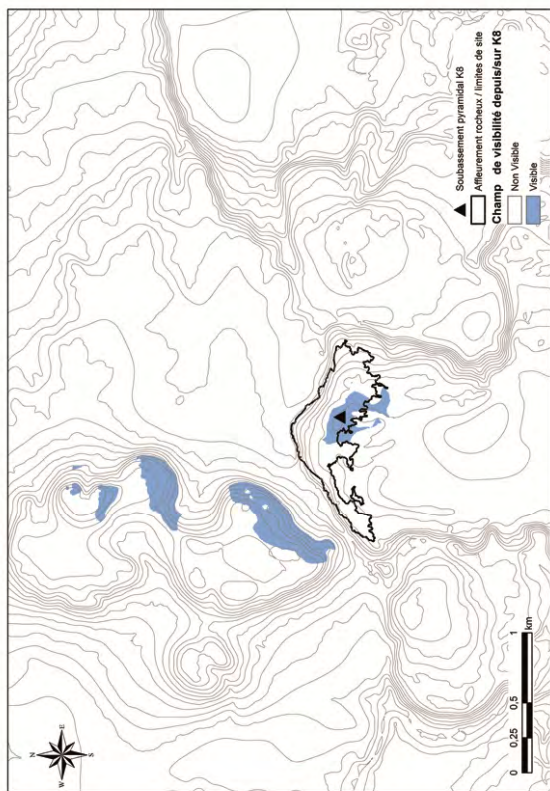 N
E
S
W
Soubassement pyramidal K8
Affleurement rocheux / limites de site
Champ de visibilité depuis/sur K8
Non Visible
Visible
0 0,25 0,5 1
km